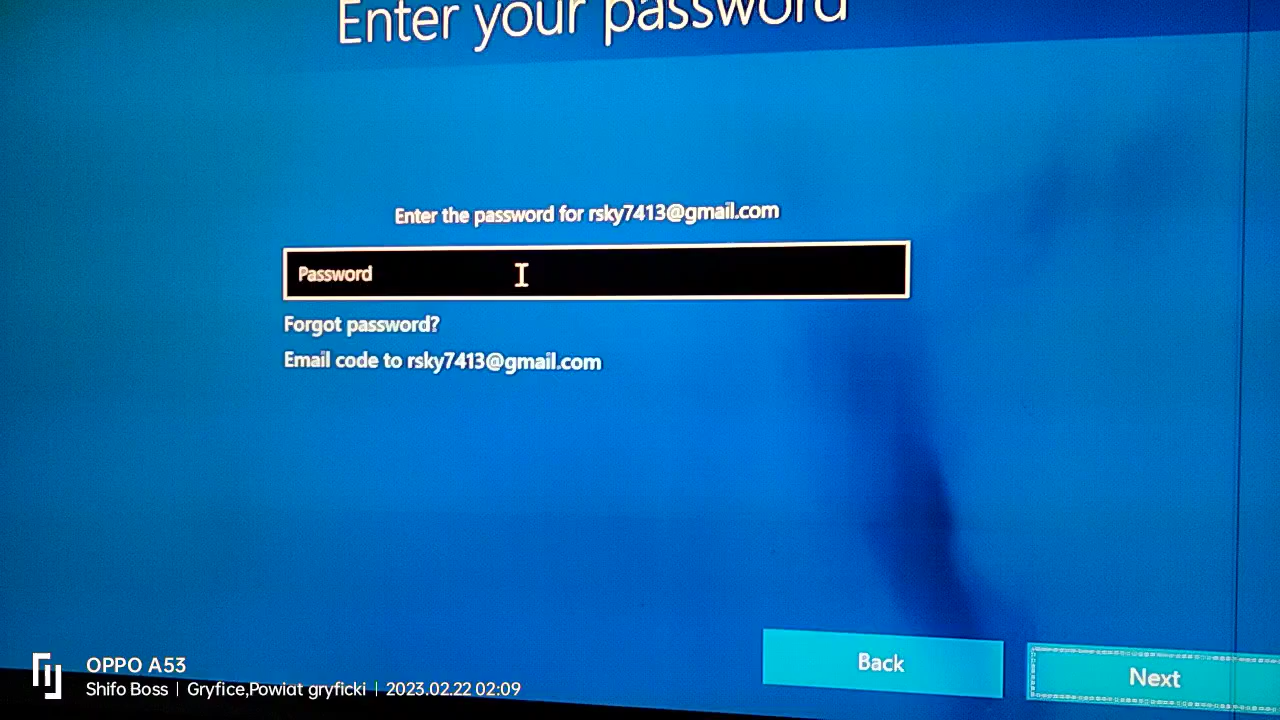 Enter your password
Enter the password for rsky7413@gmail.com
Password
Forgot password?
Email code to rsky7413@gmail.com
Back
Next
OPPO A53
Shifo Boss | Gryfice,Powiat gryficki | 2023.02.22 02:09